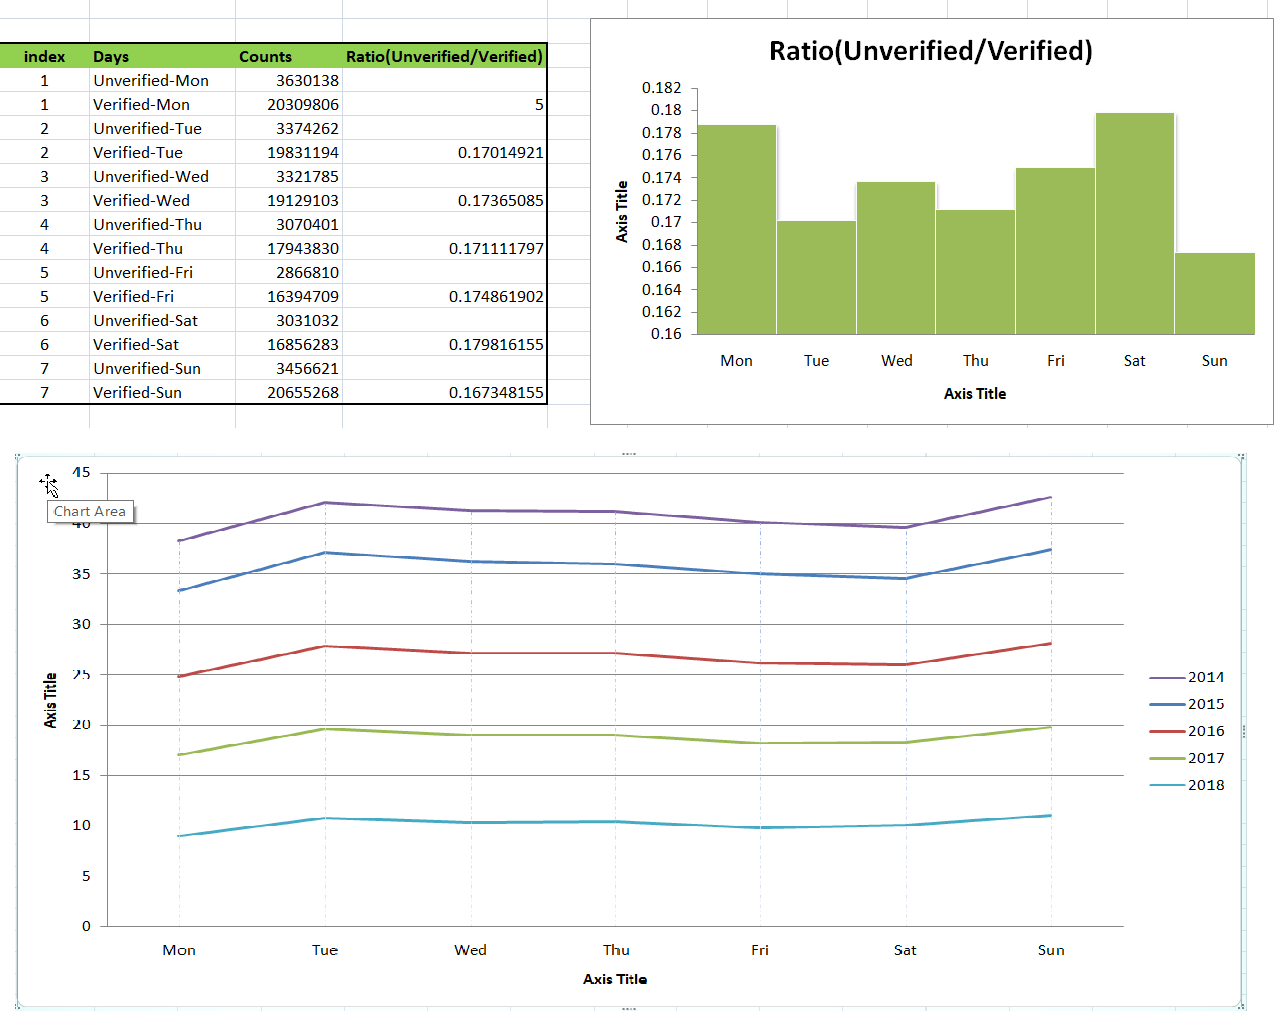 index Days Counts Ratio(Unverified/Verified)
1 Unverified-Mon 3630138
1 Verified-Mon 20309806 5
2 Unverified-Tue 3374262
2 Verified-Tue 19831194 0.17014921
3 Unverified-Wed 3321785
3 Verified-Wed 19129103 0.17365085
4 Unverified-Thu 3070401
4 Verified-Thu 17943830 0.171111797
5 Unverified-Fri 2866810
5 Verified-Fri 16394709 0.174861902
6 Unverified-Sat 3031032
6 Verified-Sat 16856283 0.179816155
7 Unverified-Sun 3456621
7 Verified-Sun 20655268 0.167348155
Ratio(Unverified/Verified)
0.182
0.18
0.178
0.176
0.174
0.172
0.17
0.168
0.166
0.164
0.162
0.16
Axis Title
Mon Tue Wed Thu Fri Sat Sun
Axis Title
45
Chart Area
40
35
30
25
20
15
10
5
0
Axis Title
Mon Tue Wed Thu Fri Sat Sun
Axis Title
2014
2015
2016
2017
2018